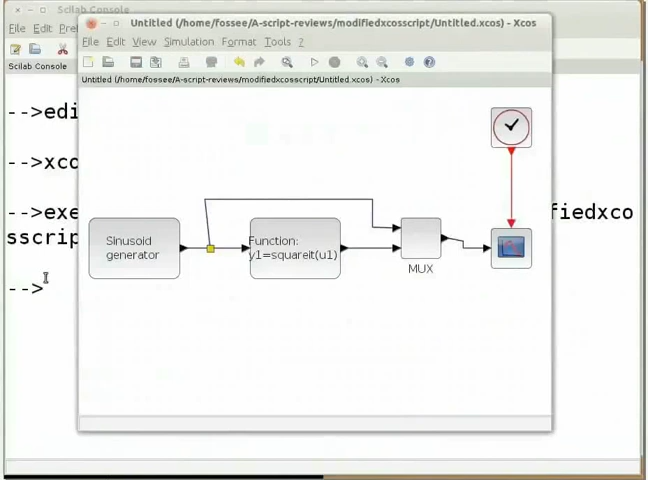 Scilab Console
Untitled (/home/fossee/A-script-reviews/modifiedxcosscript/Untitled.xcos) - Xcos
File Edit
File Edit View Simulation Format Tools ?
Scilab Console
Untitled (/home/fossee/A-script-reviews/modifiedxcosscript/Untitled.xcos) - Xcos
-->edi
-->xco
-->exe
fiedxco
sscrip
-->
Sinusoid
generator
Function:
y1=squareit(u1)
MUX